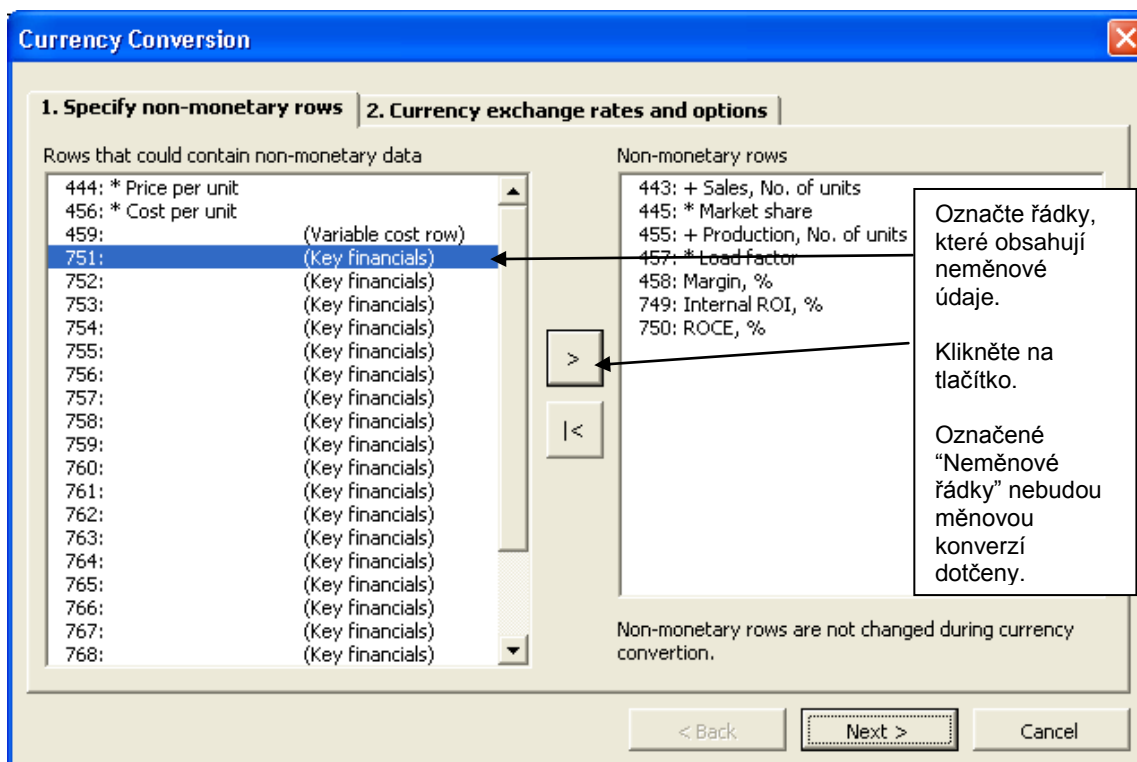 Currency Conversion
1. Specify non-monetary rows
2. Currency exchange rates and options
Rows that could contain non-monetary data
444: * Price per unit
456: * Cost per unit
459: (Variable cost row)
751: (Key financials)
752: (Key financials)
753: (Key financials)
754: (Key financials)
755: (Key financials)
756: (Key financials)
757: (Key financials)
758: (Key financials)
759: (Key financials)
760: (Key financials)
761: (Key financials)
762: (Key financials)
763: (Key financials)
764: (Key financials)
765: (Key financials)
766: (Key financials)
767: (Key financials)
768: (Key financials)
>
|<
Non-monetary rows
443: + Sales, No. of units
445: * Market share
455: + Production, No. of units
457: * Load factor
458: Margin, %
749: Internal ROI, %
750: ROCE, %
Označte řádky,
které obsahují
neměnové
údaje.
Klikněte na
tlačítko.
Označené
“Neměnové
řádky” nebudou
měnovou
konverzí
dotčeny.
Non-monetary rows are not changed during currency
convertion.
< Back
Next >
Cancel